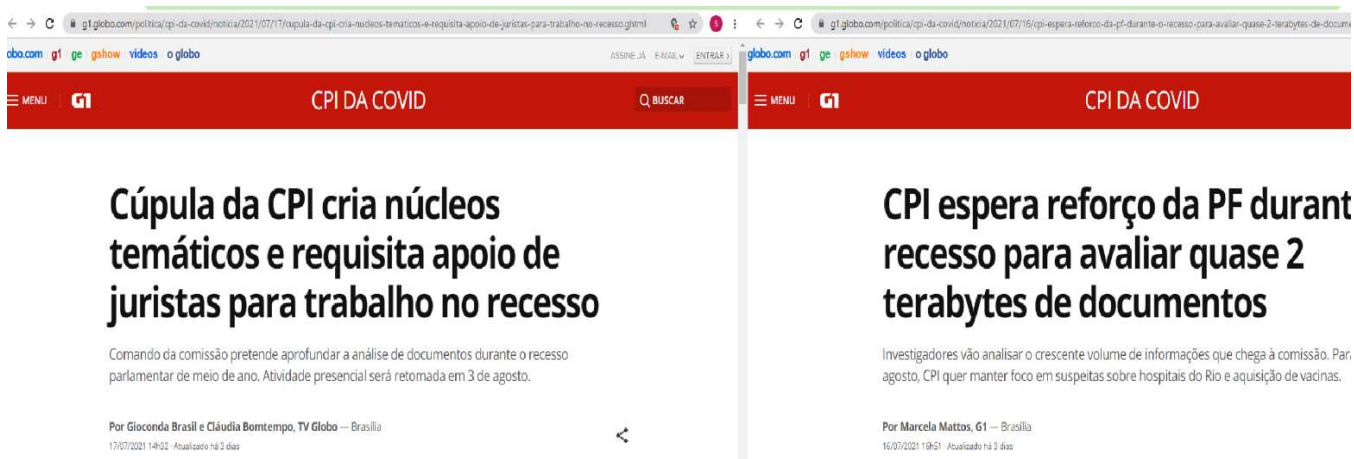 g1.globo.com/politica/cpi-da-covid/noticia/2021/07/17/cupula-da-cpi-cria-nucleos-tematicos-e-requisita-apoio-de-juristas-para-trabalho-no-recesso.ghtml
obo.com g1 ge gshow vídeos o globo
ASSINE JÁ E-MAIL ENTRAR ›
MENU G1 CPI DA COVID BUSCAR
Cúpula da CPI cria núcleos
temáticos e requisita apoio de
juristas para trabalho no recesso
Comando da comissão pretende aprofundar a análise de documentos durante o recesso
parlamentar de meio de ano. Atividade presencial será retomada em 3 de agosto.
Por Gioconda Brasil e Cláudia Bomtempo, TV Globo — Brasília
17/07/2021 14h32 · Atualizado há 3 dias
g1.globo.com/politica/cpi-da-covid/noticia/2021/07/16/cpi-espera-reforco-da-pf-durante-o-recesso-para-avaliar-quase-2-terabytes-de-docume
globo.com g1 ge gshow vídeos o globo
MENU G1 CPI DA COVID
CPI espera reforço da PF durant
recesso para avaliar quase 2
terabytes de documentos
Investigadores vão analisar o crescente volume de informações que chega à comissão. Para
agosto, CPI quer manter foco em suspeitas sobre hospitais do Rio e aquisição de vacinas.
Por Marcela Mattos, G1 — Brasília
16/07/2021 16h51 · Atualizado há 3 dias